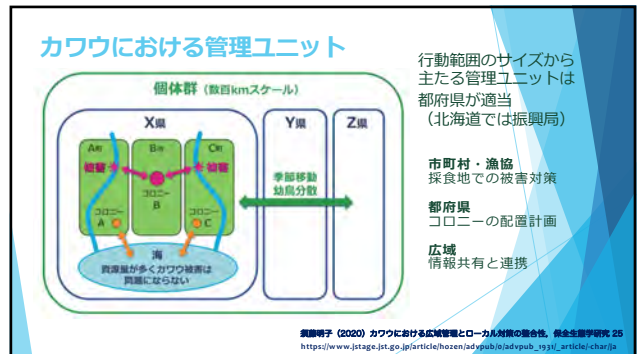 カワウにおける管理ユニット
個体群（数百kmスケール）
X県
Y県
Z県
A町
B市
C町
被害
被害
コロニー
B
コロニー
A
コロニー
C
季節移動
幼鳥分散
海
資源量が多くカワウ被害は
問題にならない
行動範囲のサイズから
主たる管理ユニットは
都府県が適当
（北海道では振興局）
市町村・漁協
採食地での被害対策
都府県
コロニーの配置計画
広域
情報共有と連携
須藤明子（2020）カワウにおける広域管理とローカル対策の整合性, 保全生態学研究 25
https://www.jstage.jst.go.jp/article/hozen/advpub/0/advpub_1931/_article/-char/ja